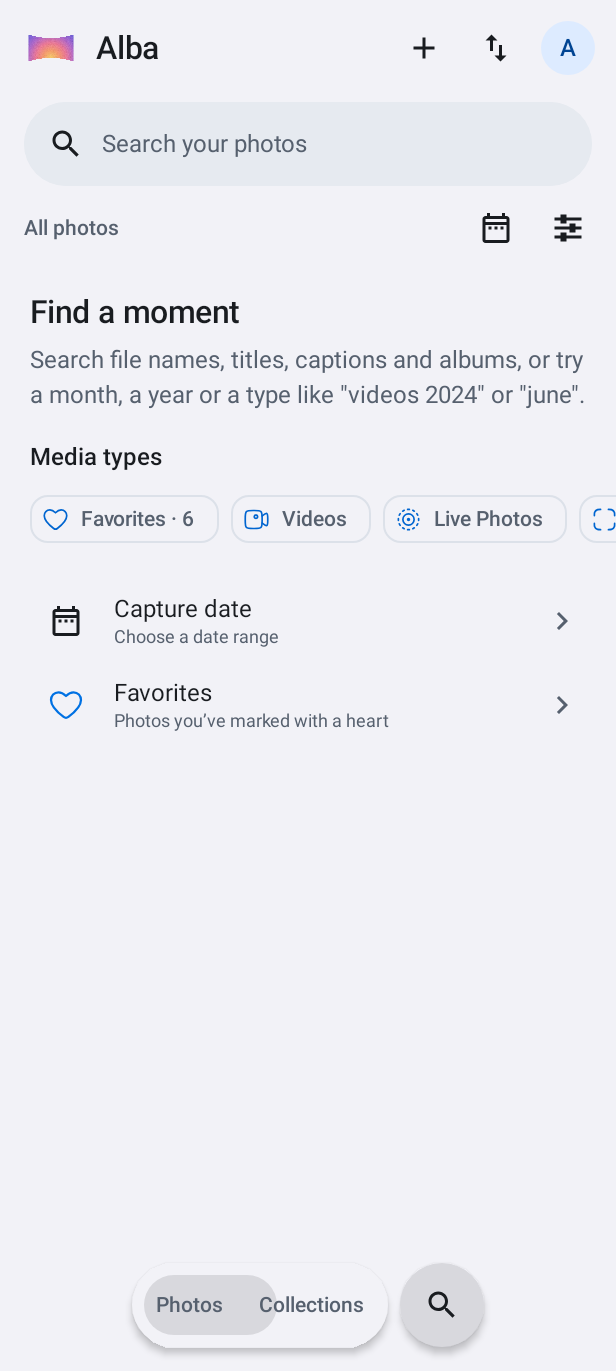 Alba
A
Search your photos
All photos
Find a moment
Search file names, titles, captions and albums, or try
a month, a year or a type like "videos 2024" or "june".
Media types
Favorites · 6
Videos
Live Photos
Capture date
Choose a date range
Favorites
Photos you’ve marked with a heart
Photos
Collections